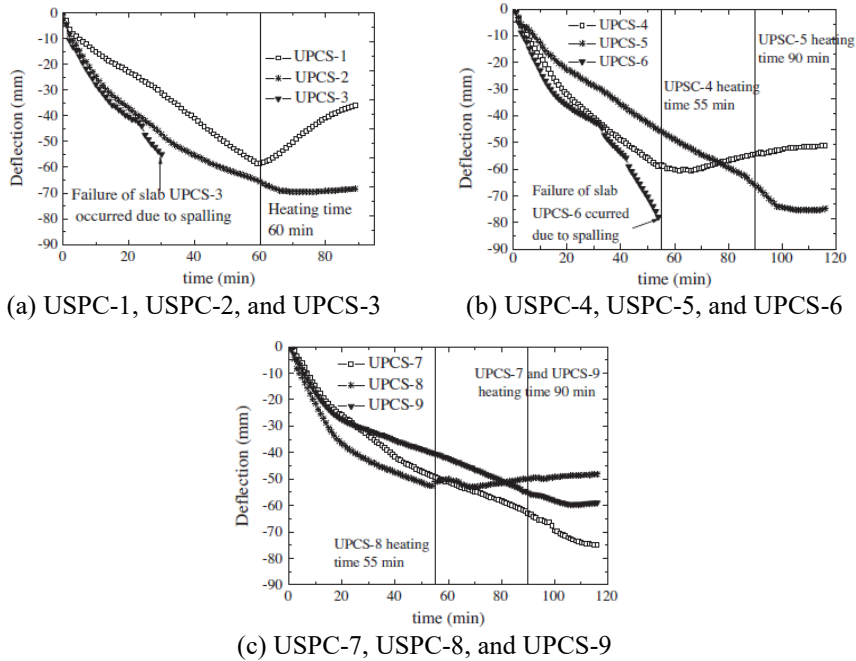 0
-10
-20
-30
-40
-50
-60
-70
-80
-90
Deflection (mm)
UPCS-1
UPCS-2
UPCS-3
Failure of slab UPCS-3
occurred due to spalling
Heating time
60 min
0 20 40 60 80
time (min)
(a) USPC-1, USPC-2, and UPCS-3
0
-10
-20
-30
-40
-50
-60
-70
-80
-90
Deflection (mm)
UPCS-4
UPCS-5
UPCS-6
UPSC-5 heating
time 90 min
UPSC-4 heating
time 55 min
Failure of slab
UPCS-6 ocurred
due to spalling
0 20 40 60 80 100 120
time (min)
(b) USPC-4, USPC-5, and UPCS-6
0
-10
-20
-30
-40
-50
-60
-70
-80
-90
Deflection (mm)
UPCS-7
UPCS-8
UPCS-9
UPCS-7 and UPCS-9
heating time 90 min
UPCS-8 heating
time 55 min
0 20 40 60 80 100 120
time (min)
(c) USPC-7, USPC-8, and UPCS-9